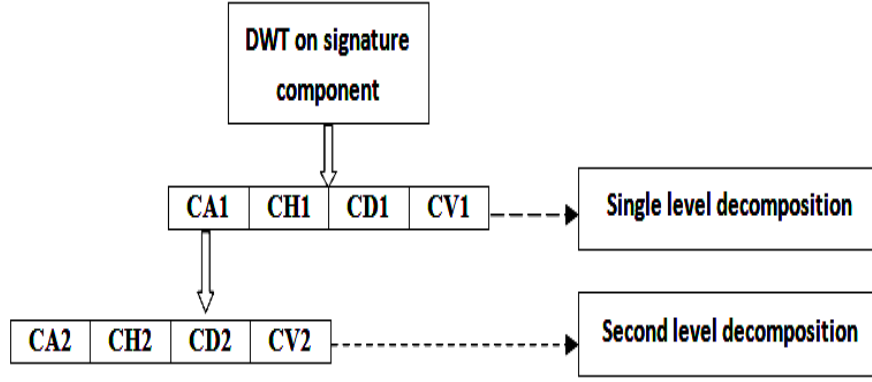 DWT on signature
component
CA1 CH1 CD1 CV1
Single level decomposition
CA2 CH2 CD2 CV2
Second level decomposition